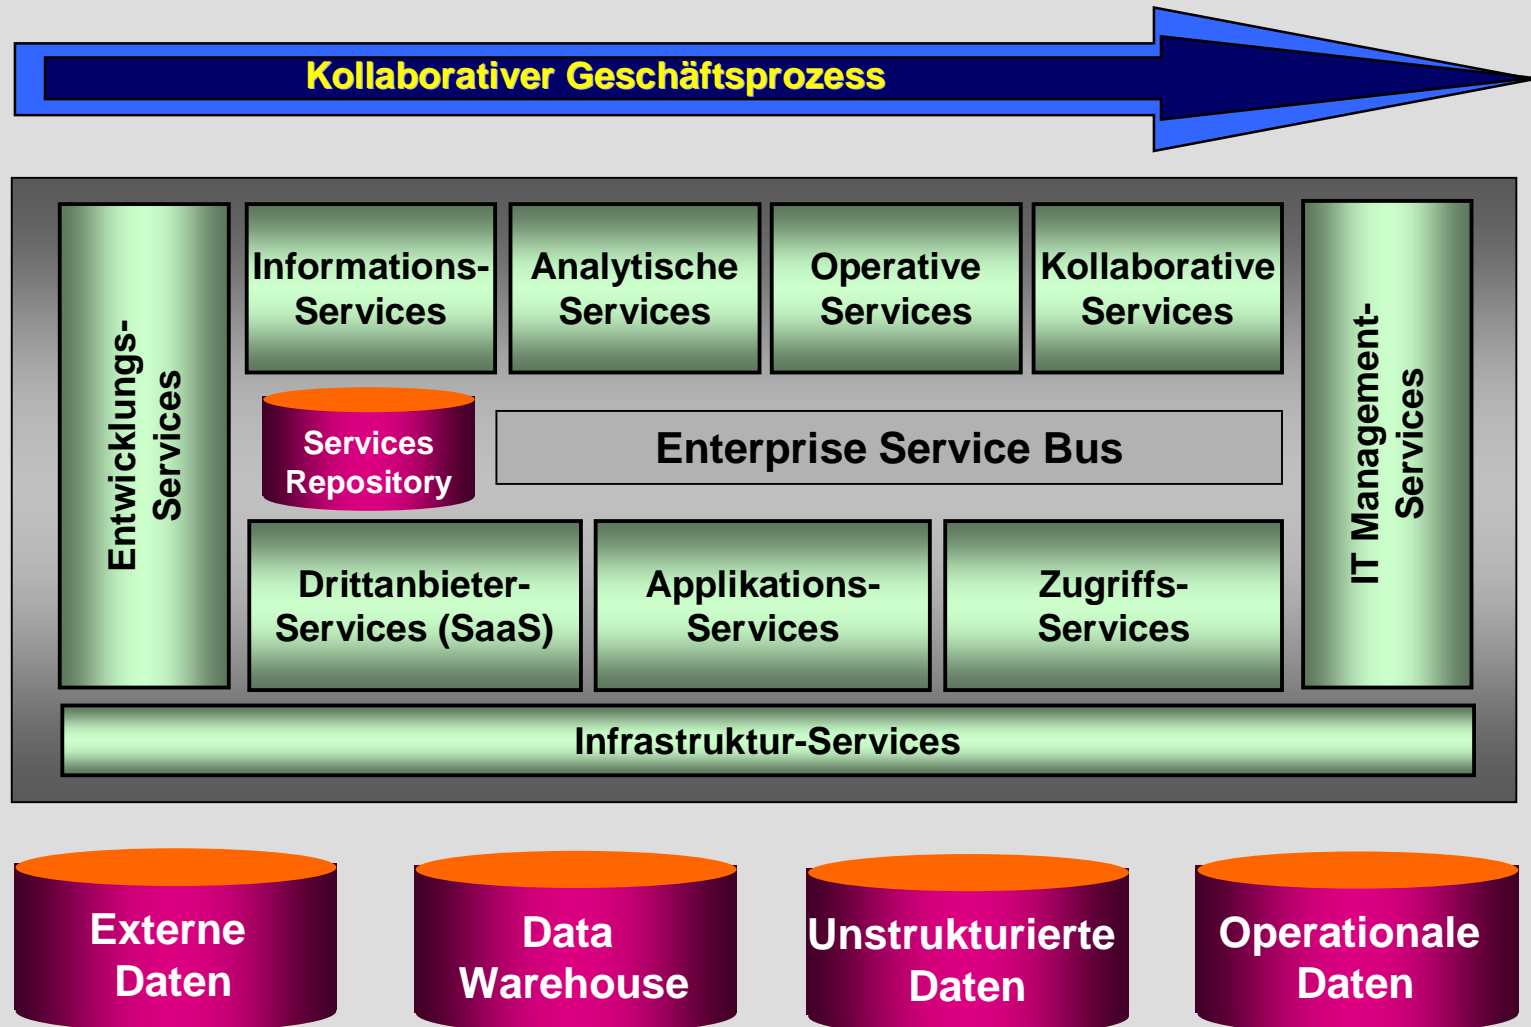 Kollaborativer Geschäftsprozess
Entwicklungs-
Services
Informations-
Services
Analytische
Services
Operative
Services
Kollaborative
Services
IT Management-
Services
Services
Repository
Enterprise Service Bus
Drittanbieter-
Services (SaaS)
Applikations-
Services
Zugriffs-
Services
Infrastruktur-Services
Externe
Daten
Data
Warehouse
Unstrukturierte
Daten
Operationale
Daten